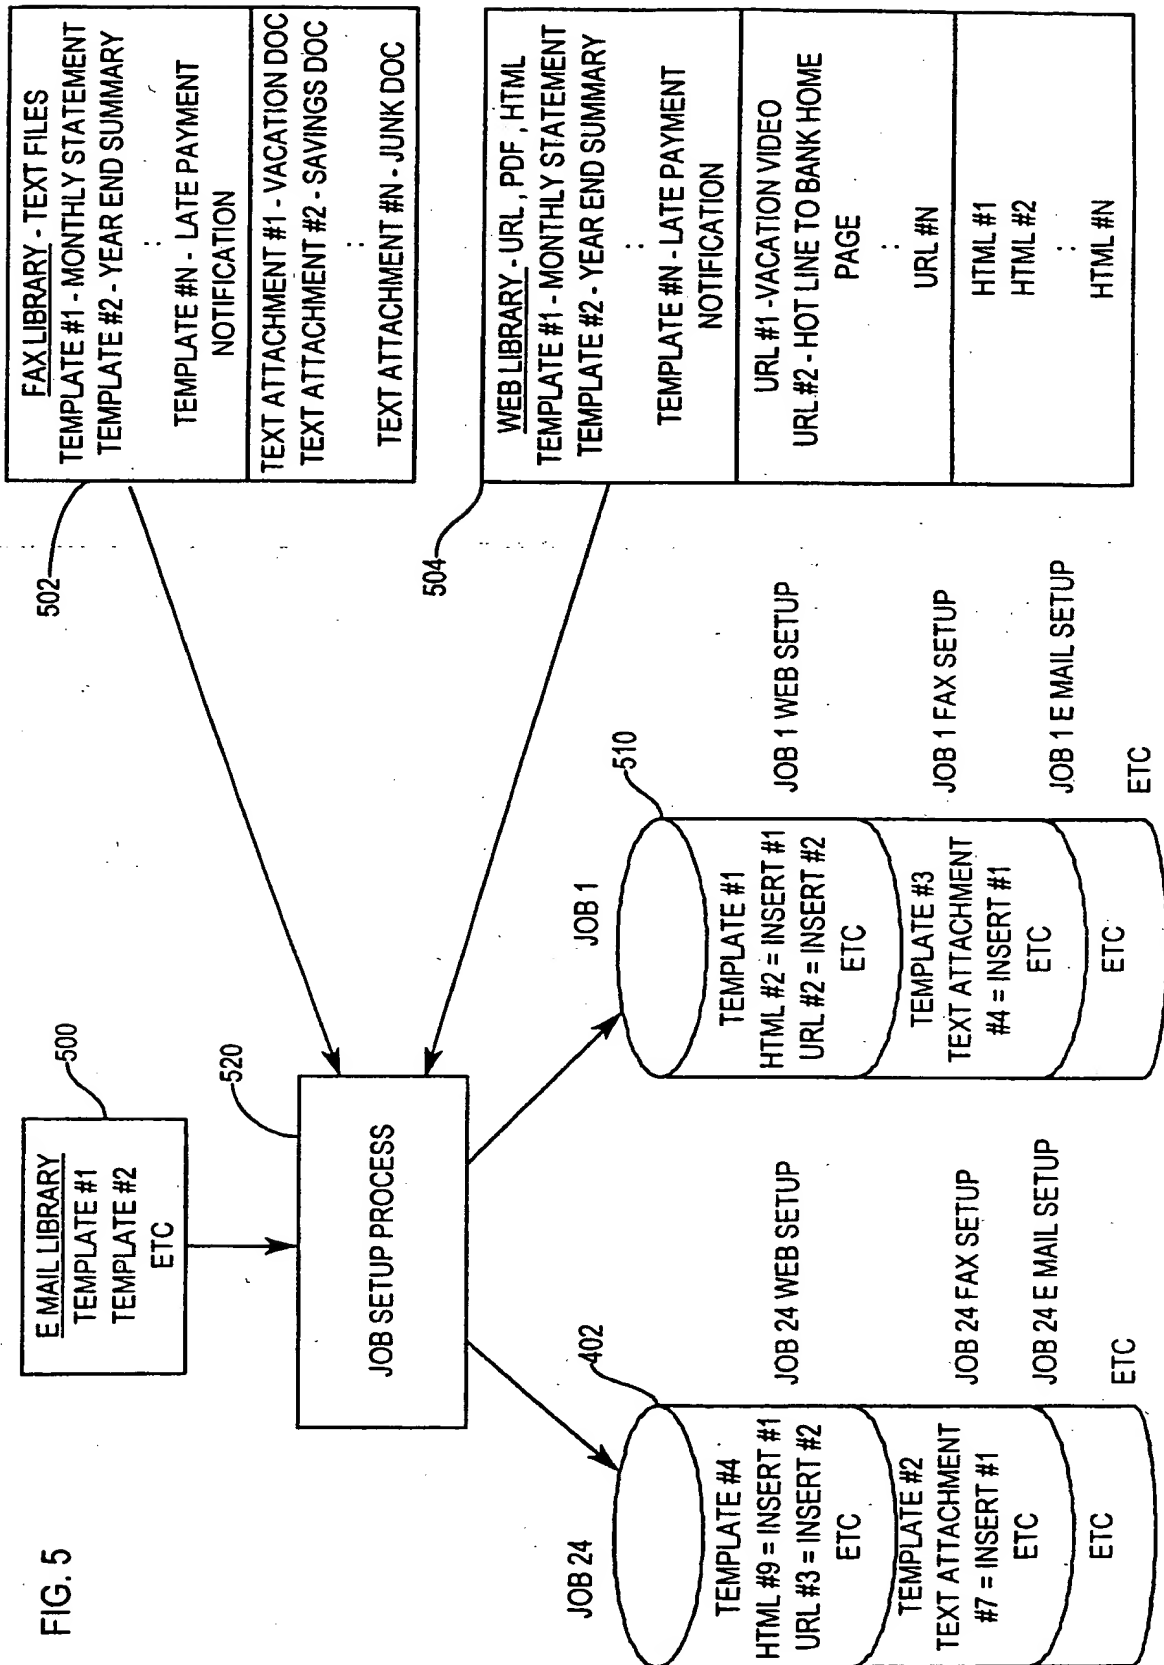 FIG. 5
E MAIL LIBRARY
TEMPLATE #1
TEMPLATE #2
ETC
500
520
JOB SETUP PROCESS
502
FAX LIBRARY - TEXT FILES
TEMPLATE #1 - MONTHLY STATEMENT
TEMPLATE #2 - YEAR END SUMMARY
:
TEMPLATE #N - LATE PAYMENT
NOTIFICATION
TEXT ATTACHMENT #1 - VACATION DOC
TEXT ATTACHMENT #2 - SAVINGS DOC
:
TEXT ATTACHMENT #N - JUNK DOC
504
WEB LIBRARY - URL , PDF , HTML
TEMPLATE #1 - MONTHLY STATEMENT
TEMPLATE #2 - YEAR END SUMMARY
:
TEMPLATE #N - LATE PAYMENT
NOTIFICATION
URL #1 -VACATION VIDEO
URL #2 - HOT LINE TO BANK HOME
PAGE
:
URL #N
HTML #1
HTML #2
:
HTML #N
JOB 24
402
TEMPLATE #4
HTML #9 = INSERT #1
URL #3 = INSERT #2
ETC
JOB 24 WEB SETUP
TEMPLATE #2
TEXT ATTACHMENT
#7 = INSERT #1
ETC
JOB 24 FAX SETUP
JOB 24 E MAIL SETUP
ETC
ETC
JOB 1
510
TEMPLATE #1
HTML #2 = INSERT #1
URL #2 = INSERT #2
ETC
JOB 1 WEB SETUP
TEMPLATE #3
TEXT ATTACHMENT
#4 = INSERT #1
ETC
JOB 1 FAX SETUP
JOB 1 E MAIL SETUP
ETC
ETC